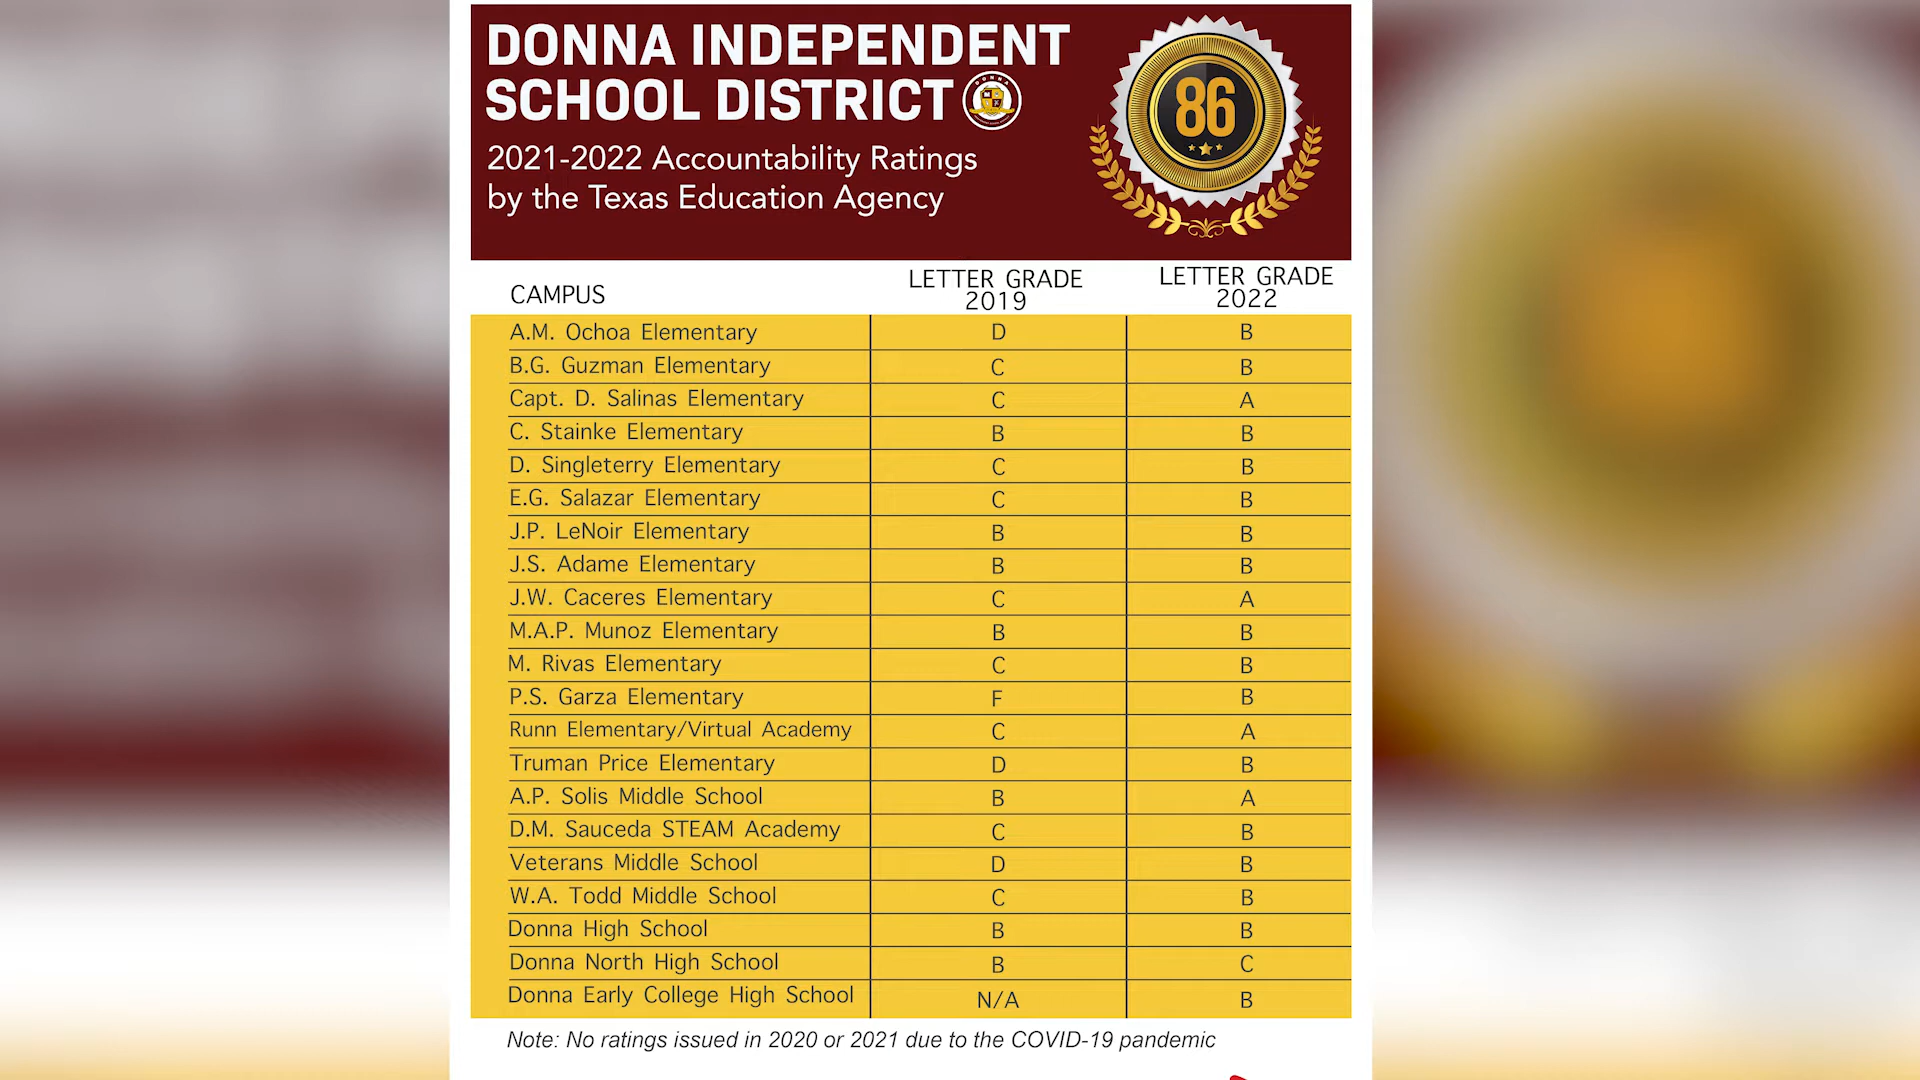 DONNA INDEPENDENT
SCHOOL DISTRICT
2021-2022 Accountability Ratings
by the Texas Education Agency
86
CAMPUS LETTER GRADE 2019 LETTER GRADE 2022
A.M. Ochoa Elementary D B
B.G. Guzman Elementary C B
Capt. D. Salinas Elementary C A
C. Stainke Elementary B B
D. Singleterry Elementary C B
E.G. Salazar Elementary C B
J.P. LeNoir Elementary B B
J.S. Adame Elementary B B
J.W. Caceres Elementary C A
M.A.P. Munoz Elementary B B
M. Rivas Elementary C B
P.S. Garza Elementary F B
Runn Elementary/Virtual Academy C A
Truman Price Elementary D B
A.P. Solis Middle School B A
D.M. Sauceda STEAM Academy C B
Veterans Middle School D B
W.A. Todd Middle School C B
Donna High School B B
Donna North High School B C
Donna Early College High School N/A B
Note: No ratings issued in 2020 or 2021 due to the COVID-19 pandemic